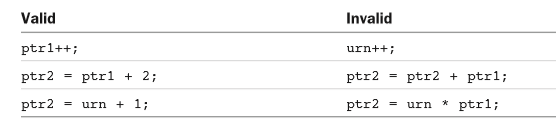 Valid Invalid
ptr1++; urn++;
ptr2 = ptr1 + 2; ptr2 = ptr2 + ptr1;
ptr2 = urn + 1; ptr2 = urn * ptr1;